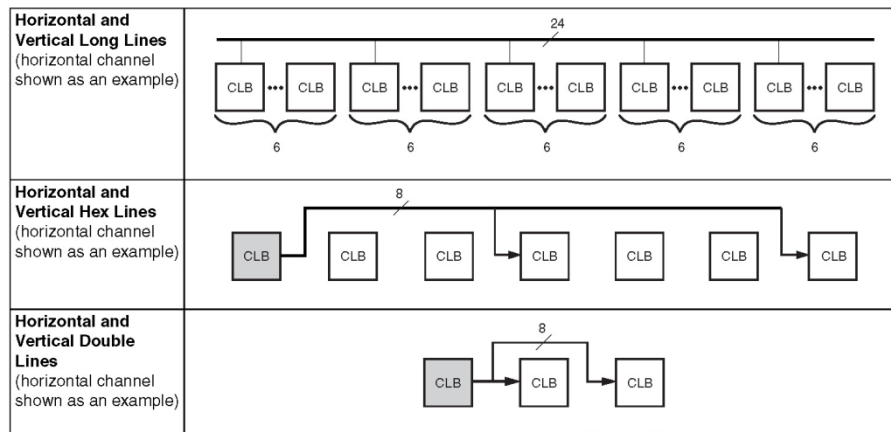 Horizontal and
Vertical Long Lines
(horizontal channel
shown as an example)
24
CLB ••• CLB CLB ••• CLB CLB ••• CLB CLB ••• CLB CLB ••• CLB
6 6 6 6 6
Horizontal and
Vertical Hex Lines
(horizontal channel
shown as an example)
8
CLB CLB CLB CLB CLB CLB CLB
Horizontal and
Vertical Double
Lines
(horizontal channel
shown as an example)
8
CLB CLB CLB